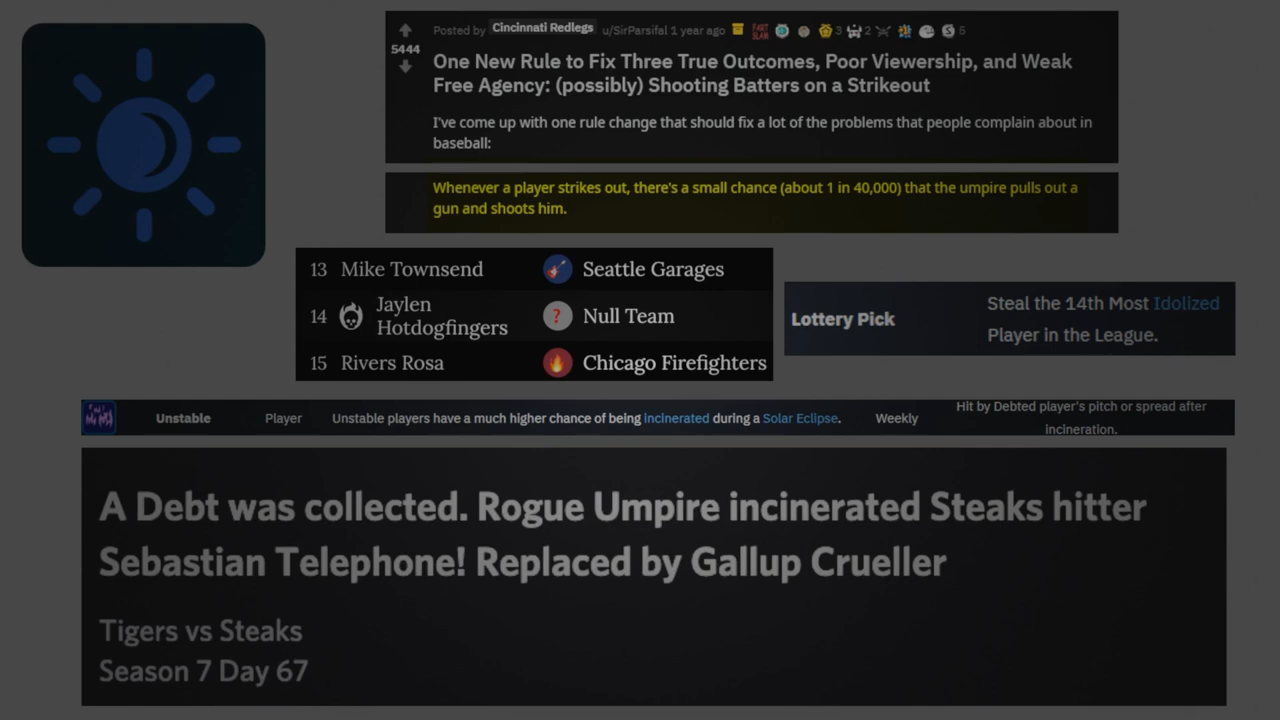 Posted by Cincinnati Redlegs u/SirParsifal 1 year ago 3 2 5
5444
One New Rule to Fix Three True Outcomes, Poor Viewership, and Weak
Free Agency: (possibly) Shooting Batters on a Strikeout
I've come up with one rule change that should fix a lot of the problems that people complain about in
baseball:
Whenever a player strikes out, there's a small chance (about 1 in 40,000) that the umpire pulls out a
gun and shoots him.
13 Mike Townsend Seattle Garages
14 Jaylen
Hotdogfingers ? Null Team
15 Rivers Rosa Chicago Firefighters
Lottery Pick
Steal the 14th Most Idolized
Player in the League.
Unstable Player Unstable players have a much higher chance of being incinerated during a Solar Eclipse. Weekly
Hit by Debted player's pitch or spread after
incineration.
A Debt was collected. Rogue Umpire incinerated Steaks hitter
Sebastian Telephone! Replaced by Gallup Crueller
Tigers vs Steaks
Season 7 Day 67